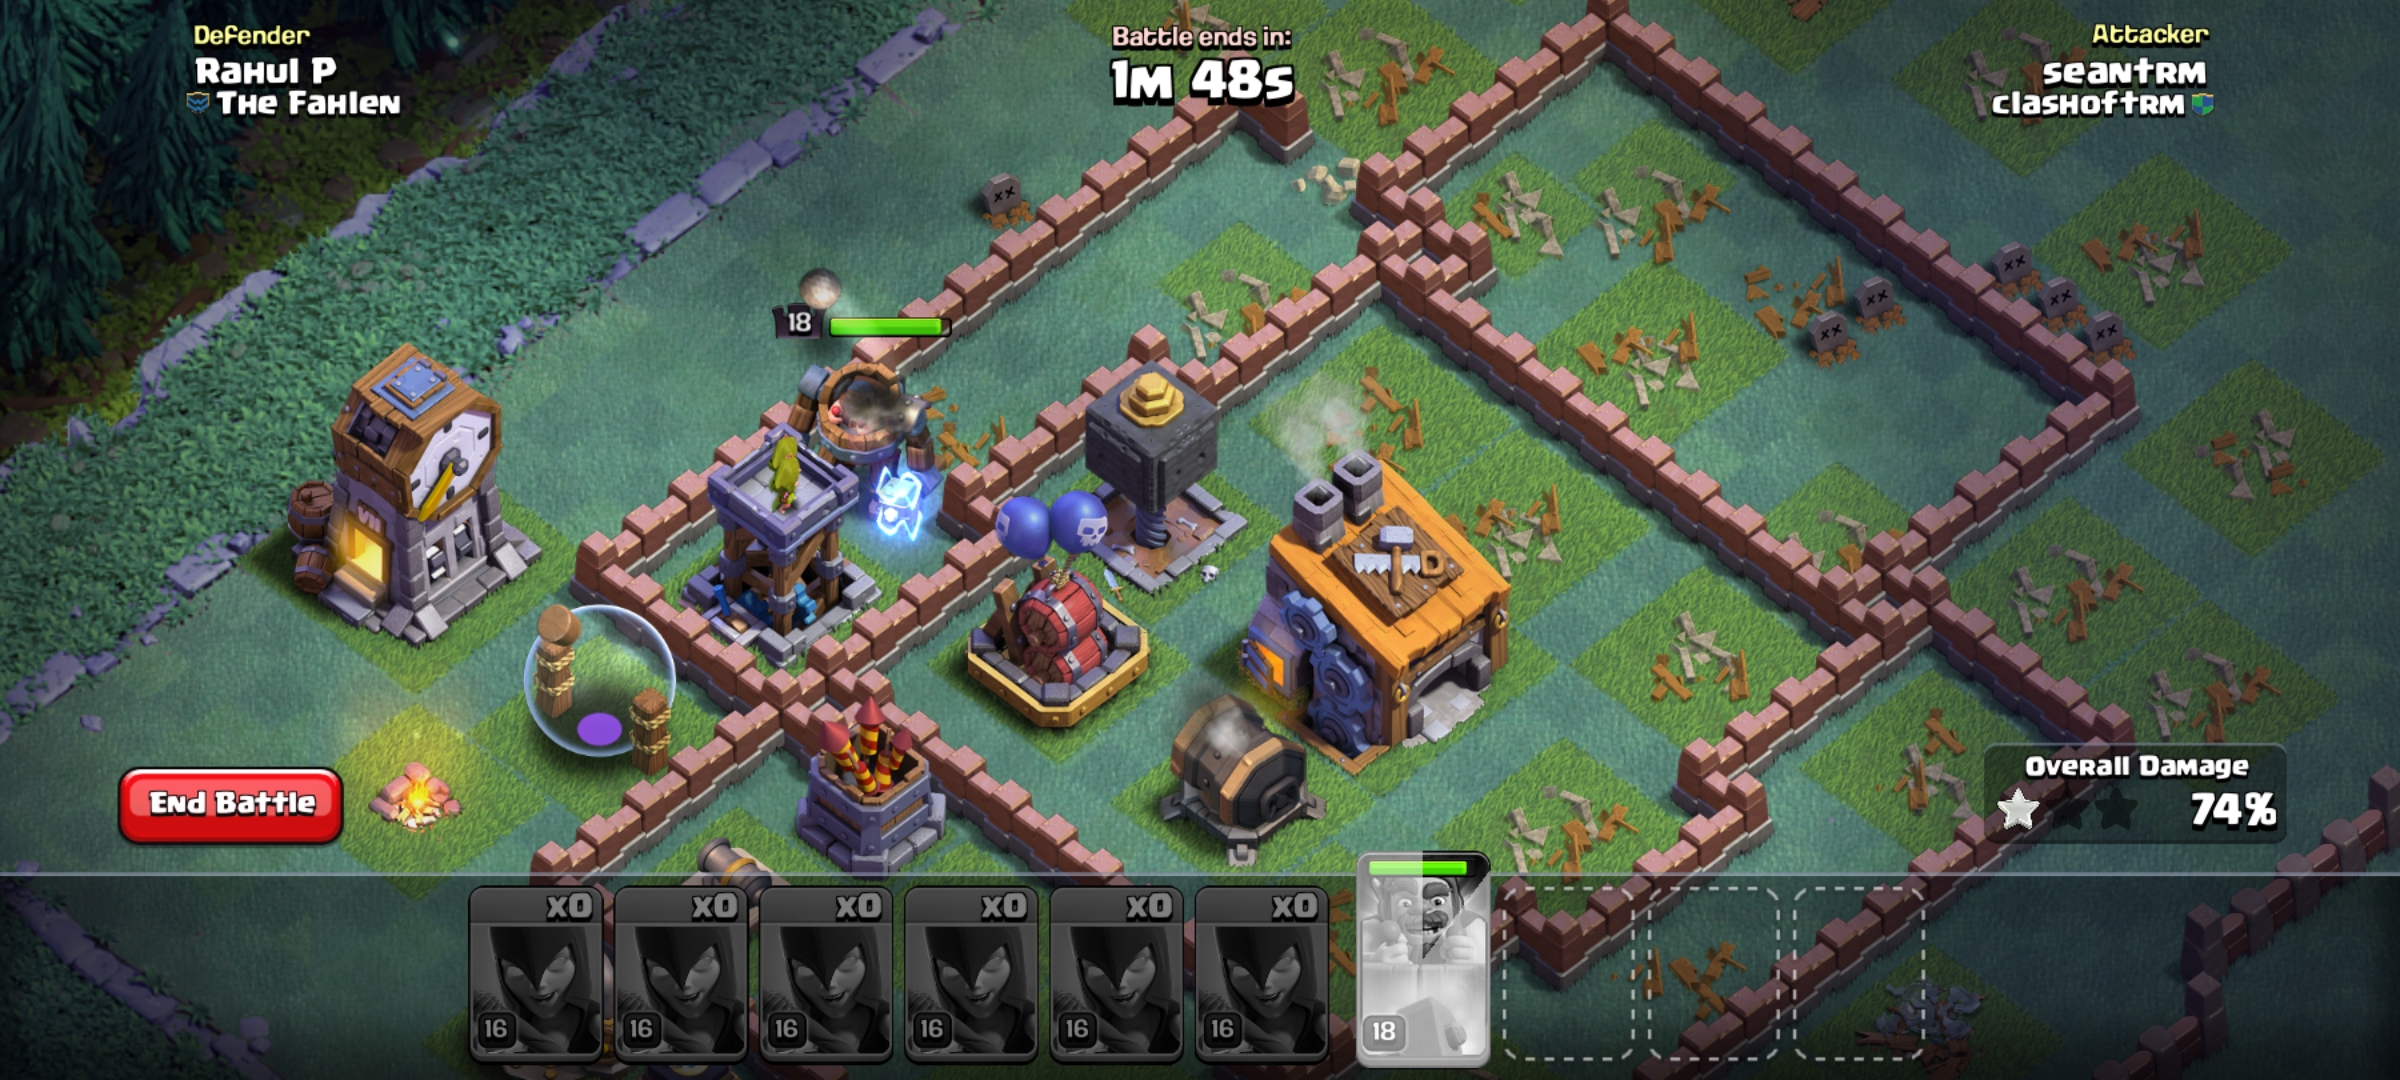 Defender
Rahul P
The Fahlen
Battle ends in:
1M 48s
Attacker
seantRM
clashoftRM
18
VII
End Battle
Overall Damage
74%
x0
x0
x0
x0
x0
x0
16
16
16
16
16
16
18